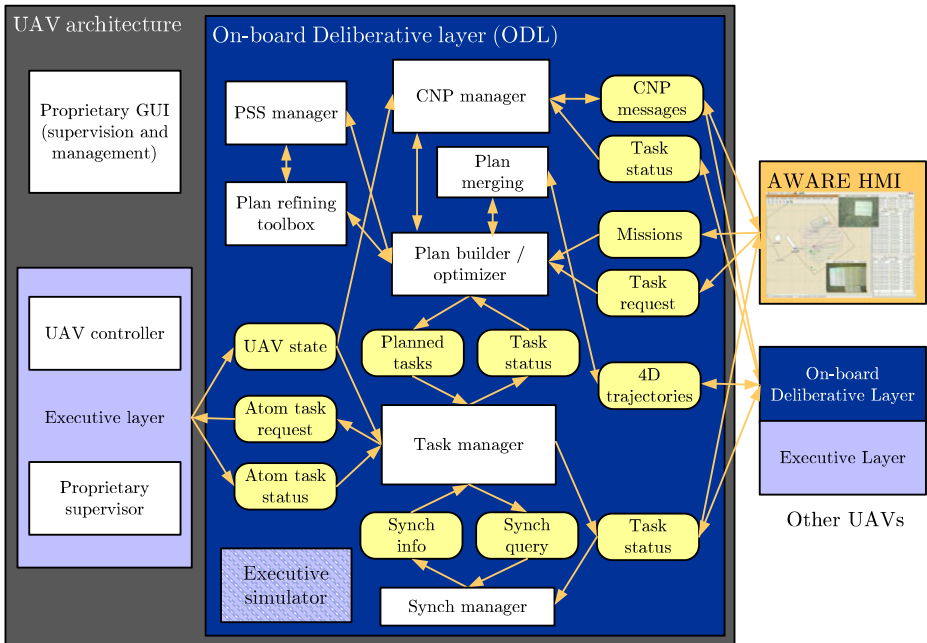 UAV architecture
On-board Deliberative layer (ODL)
Proprietary GUI
(supervision and
management)
PSS manager
CNP manager
CNP
messages
Task
status
Plan
merging
Plan refining
toolbox
Plan builder /
optimizer
Missions
Task
request
AWARE HMI
UAV controller
Executive layer
Proprietary
supervisor
UAV state
Planned
tasks
Task
status
4D
trajectories
On-board
Deliberative Layer
Executive Layer
Other UAVs
Atom task
request
Atom task
status
Task manager
Synch
info
Synch
query
Task
status
Executive
simulator
Synch manager